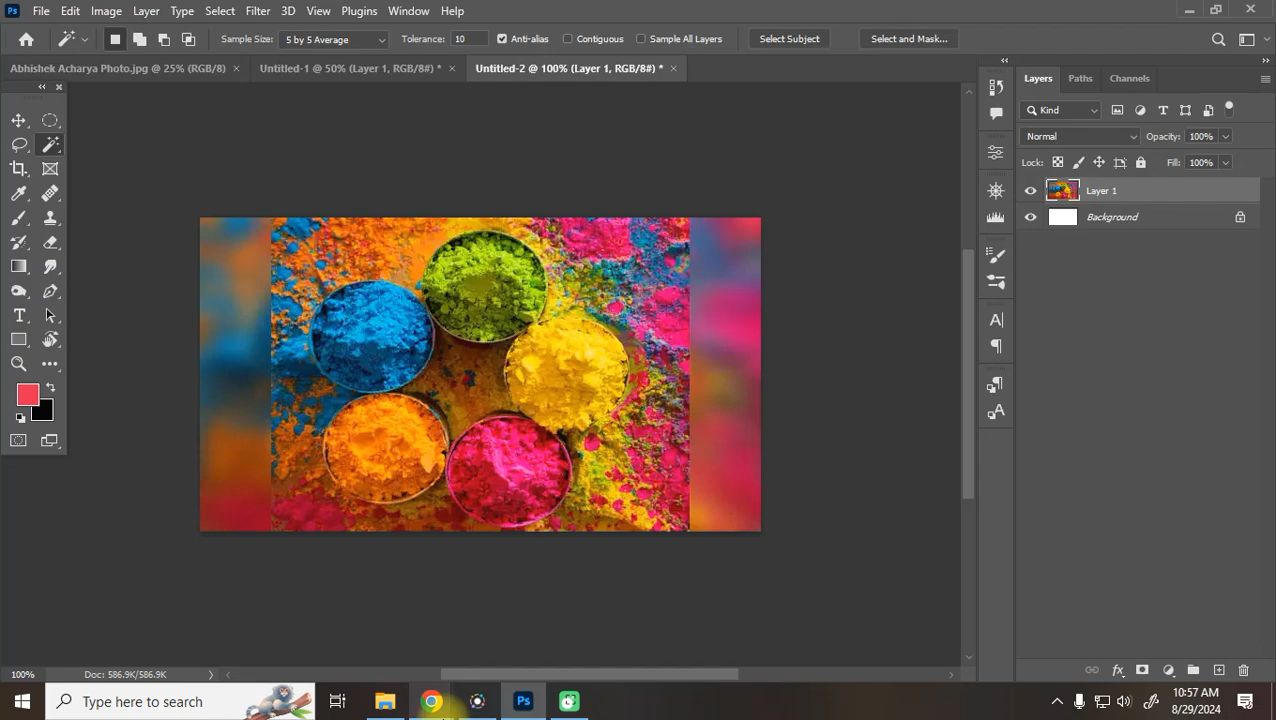 Ps File Edit Image Layer Type Select Filter 3D View Plugins Window Help
Sample Size: 5 by 5 Average Tolerance: 10 Anti-alias Contiguous Sample All Layers Select Subject Select and Mask...
Abhishek Acharya Photo.jpg @ 25% (RGB/8) × Untitled-1 @ 50% (Layer 1, RGB/8#) * × Untitled-2 @ 100% (Layer 1, RGB/8#) * ×
Layers Paths Channels
Kind
Normal Opacity: 100%
Lock: Fill: 100%
Layer 1
Background
100% Doc: 586.9K/586.9K
Type here to search
Ps
10:57 AM
8/29/2024